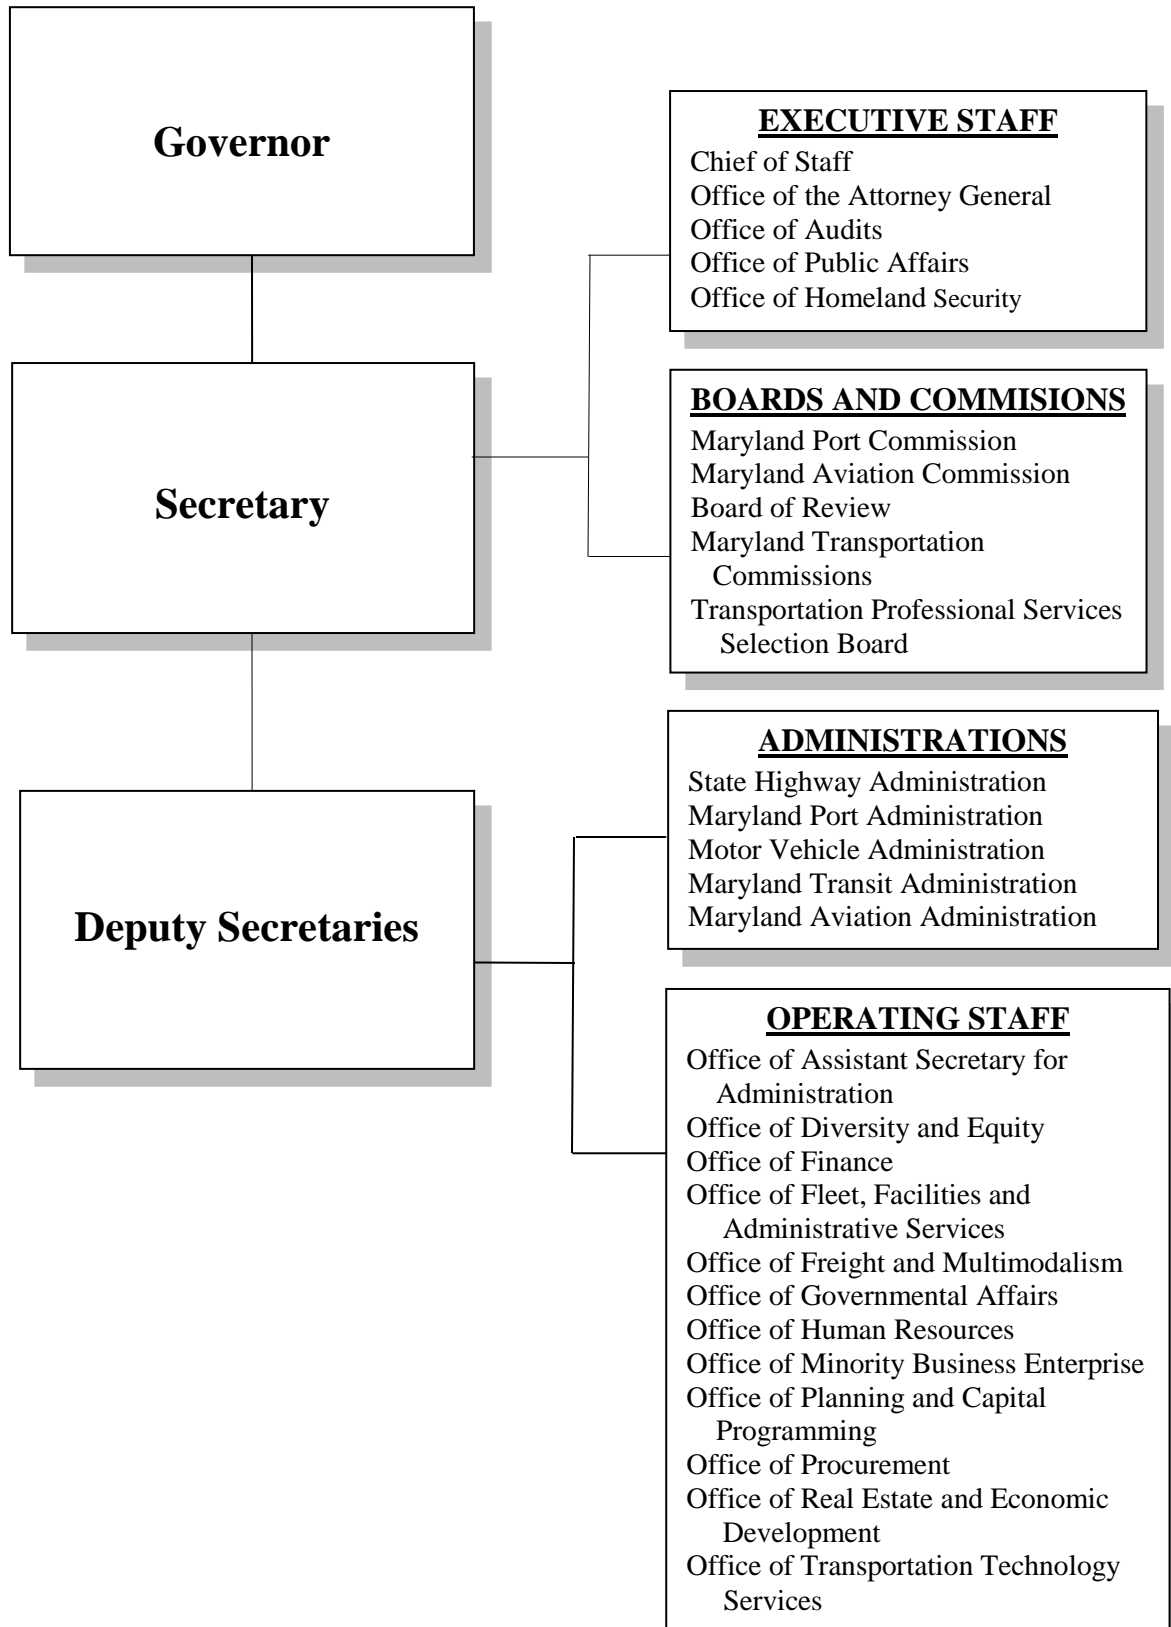 Governor
EXECUTIVE STAFF
Chief of Staff
Office of the Attorney General
Office of Audits
Office of Public Affairs
Office of Homeland Security
Secretary
BOARDS AND COMMISIONS
Maryland Port Commission
Maryland Aviation Commission
Board of Review
Maryland Transportation
Commissions
Transportation Professional Services
Selection Board
Deputy Secretaries
ADMINISTRATIONS
State Highway Administration
Maryland Port Administration
Motor Vehicle Administration
Maryland Transit Administration
Maryland Aviation Administration
OPERATING STAFF
Office of Assistant Secretary for
Administration
Office of Diversity and Equity
Office of Finance
Office of Fleet, Facilities and
Administrative Services
Office of Freight and Multimodalism
Office of Governmental Affairs
Office of Human Resources
Office of Minority Business Enterprise
Office of Planning and Capital
Programming
Office of Procurement
Office of Real Estate and Economic
Development
Office of Transportation Technology
Services